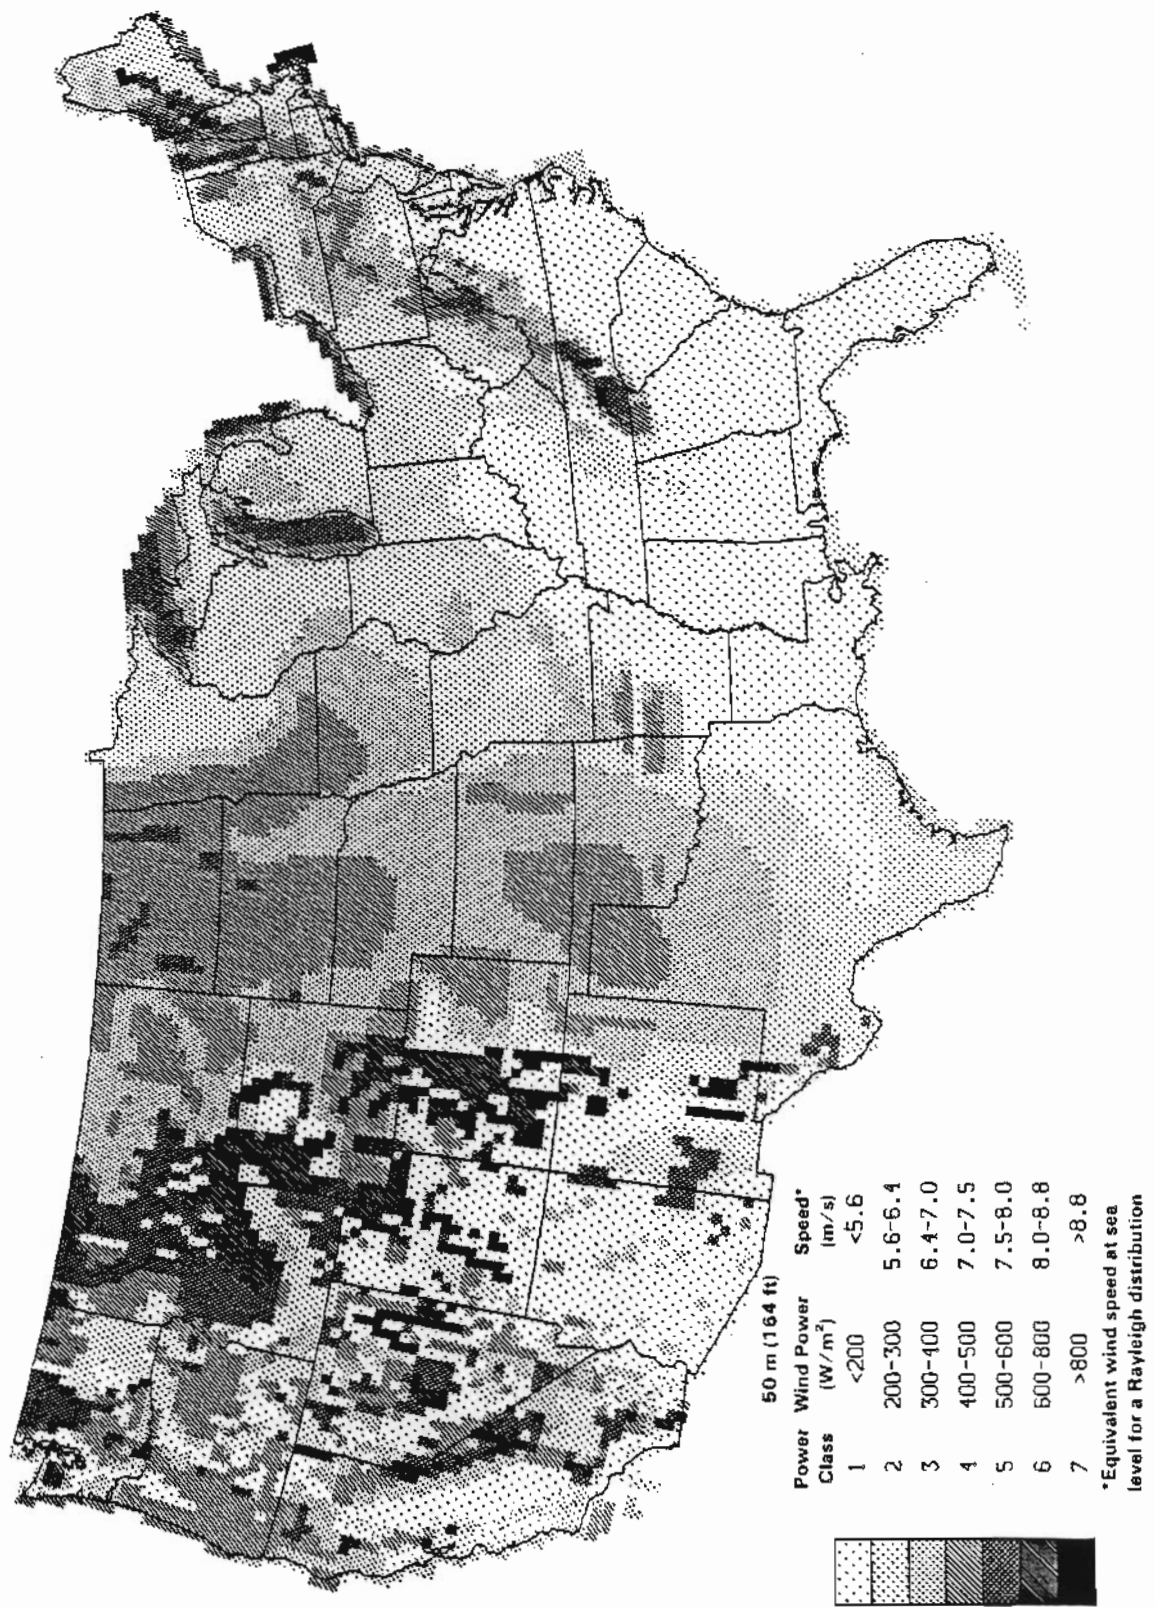 50 m (164 ft)
Power Wind Power Speed*
Class (W/m²) (m/s)
1 <200 <5.6
2 200-300 5.6-6.4
3 300-400 6.4-7.0
4 400-500 7.0-7.5
5 500-600 7.5-8.0
6 600-800 8.0-8.8
7 >800 >8.8
*Equivalent wind speed at sea
level for a Rayleigh distribution